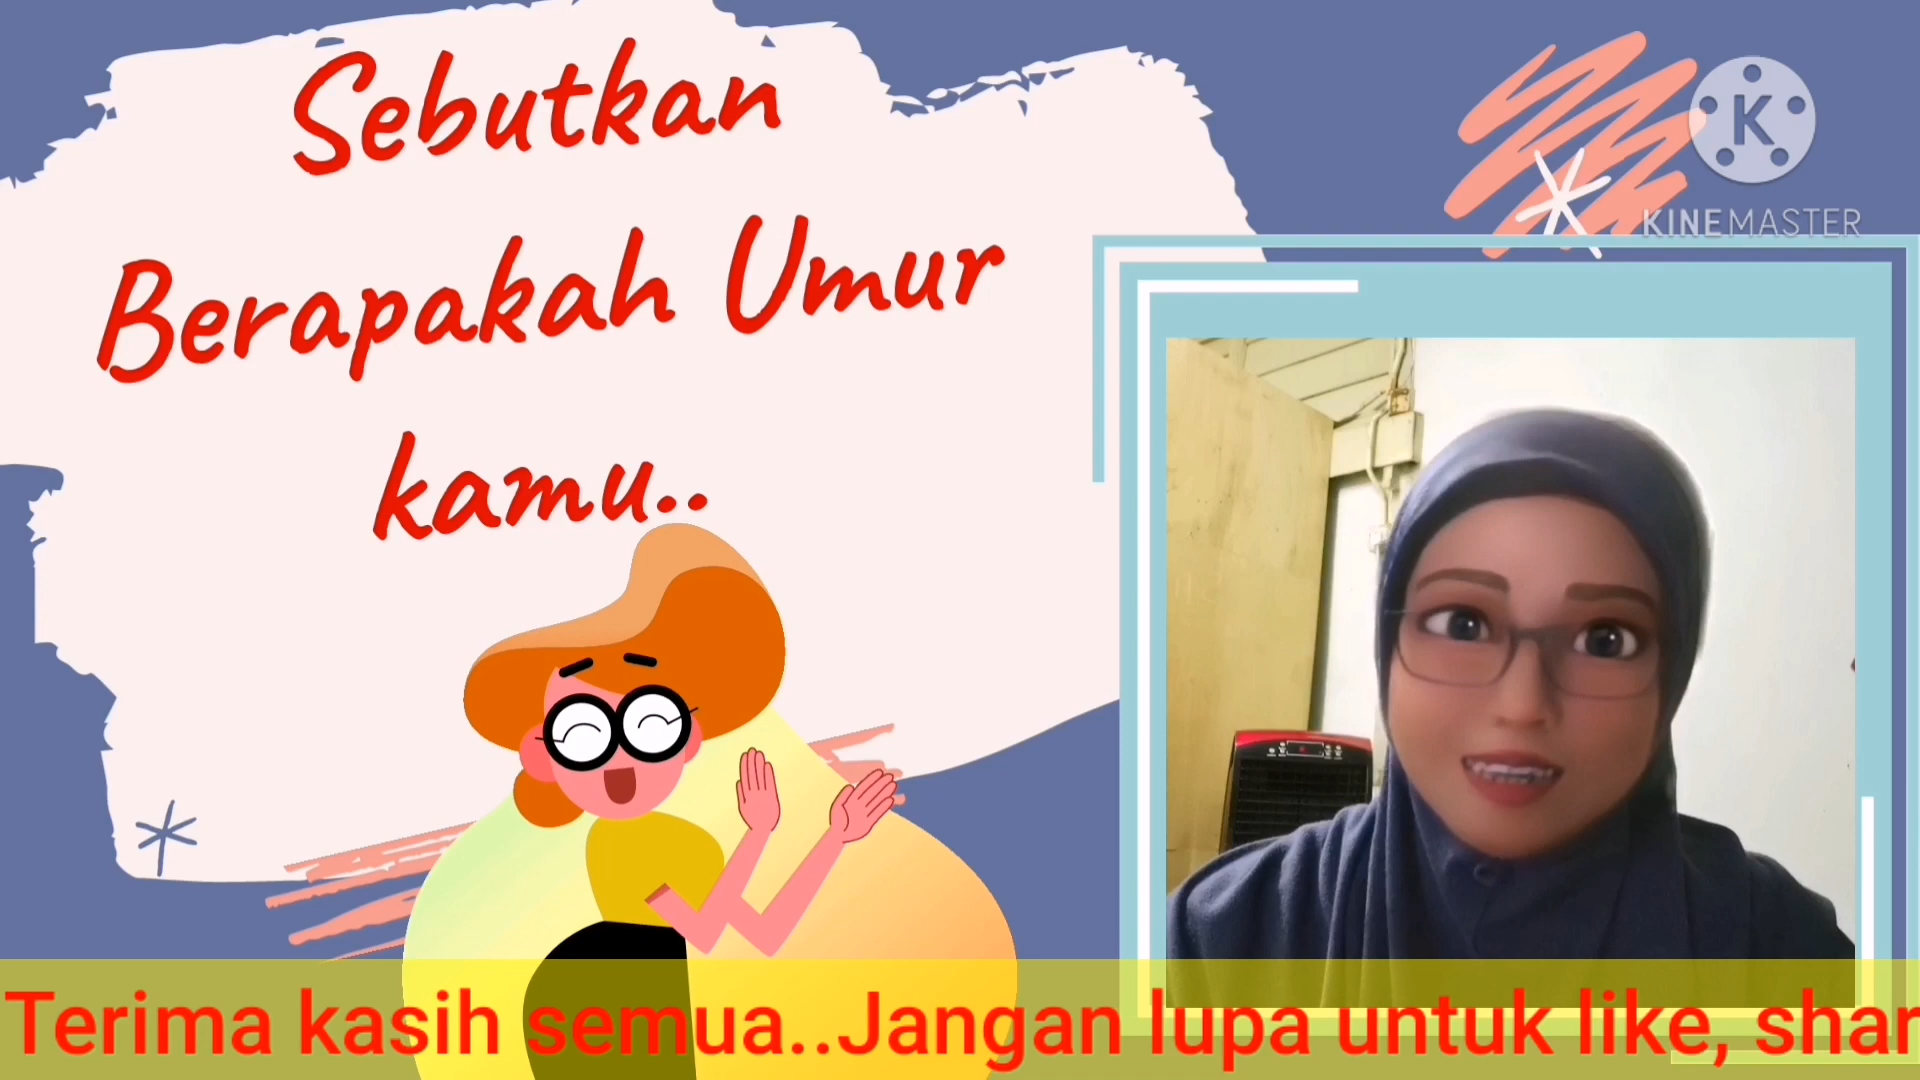 Sebutkan
Berapakah Umur
kamu..
K
KINEMASTER
Terima kasih semua..Jangan lupa untuk like, shar